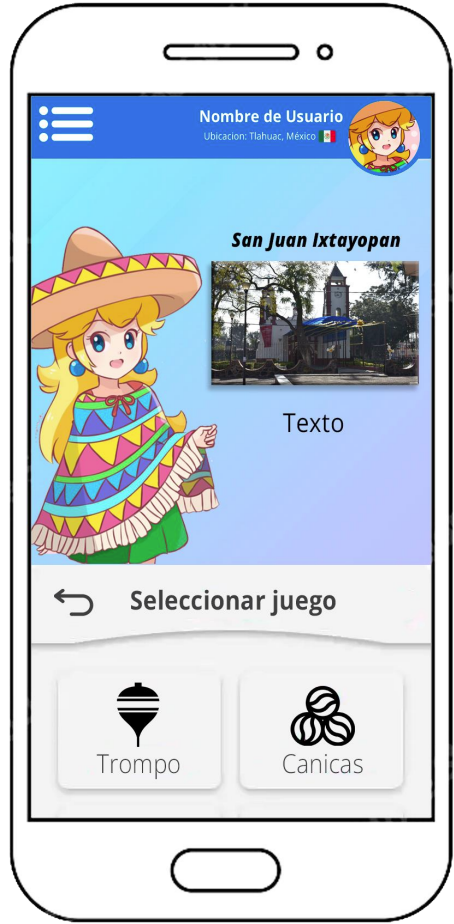 Nombre de Usuario
Ubicacion: Tlahuac, México
San Juan Ixtayopan
Texto
Seleccionar juego
Trompo
Canicas